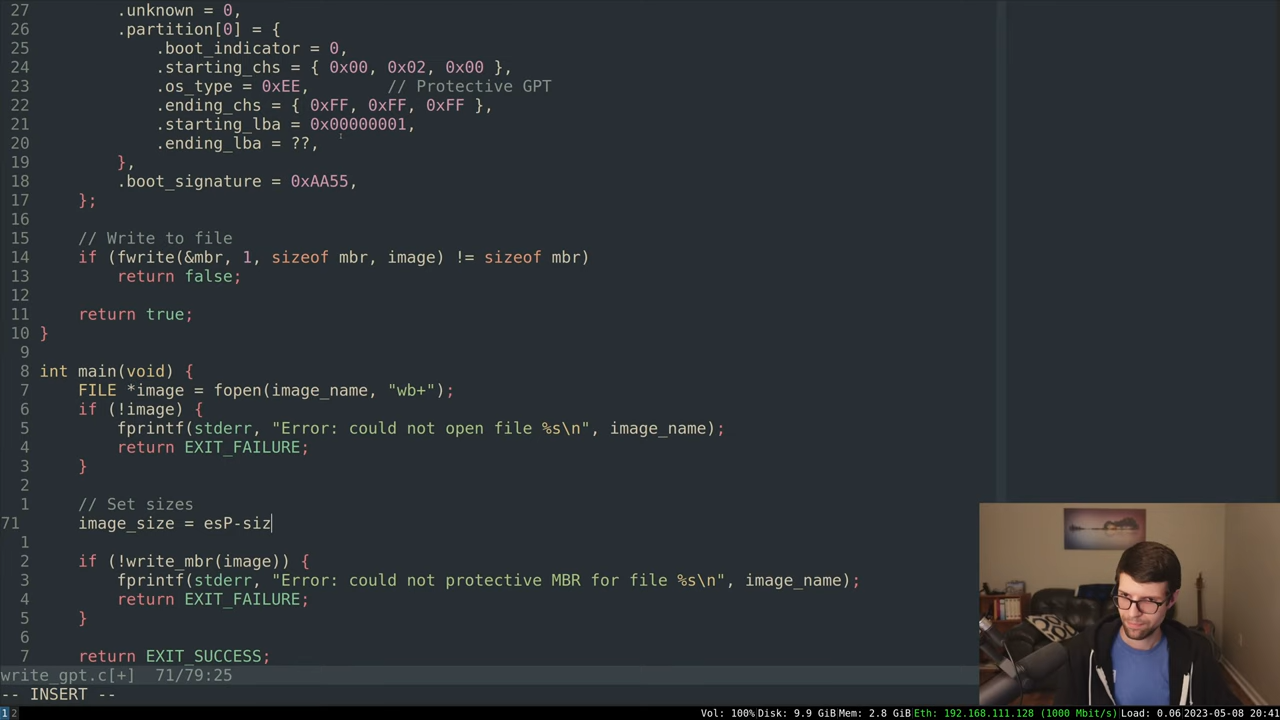 27         .unknown = 0,
26         .partition[0] = {
25             .boot_indicator = 0,
24             .starting_chs = { 0x00, 0x02, 0x00 },
23             .os_type = 0xEE,        // Protective GPT
22             .ending_chs = { 0xFF, 0xFF, 0xFF },
21             .starting_lba = 0x00000001,
20             .ending_lba = ??,
19         },
18         .boot_signature = 0xAA55,
17     };
16
15     // Write to file
14     if (fwrite(&mbr, 1, sizeof mbr, image) != sizeof mbr)
13         return false;
12
11     return true;
10 }
9
8 int main(void) {
7     FILE *image = fopen(image_name, "wb+");
6     if (!image) {
5         fprintf(stderr, "Error: could not open file %s\n", image_name);
4         return EXIT_FAILURE;
3     }
2
1     // Set sizes
71     image_size = esP-siz
1
2     if (!write_mbr(image)) {
3         fprintf(stderr, "Error: could not protective MBR for file %s\n", image_name);
4         return EXIT_FAILURE;
5     }
6
7     return EXIT_SUCCESS;
write_gpt.c[+]  71/79:25
-- INSERT --
1 2 Vol: 100% Disk: 9.9 GiB Mem: 2.8 GiB Eth: 192.168.111.128 (1000 Mbit/s) Load: 0.06 2023-05-08 20:41